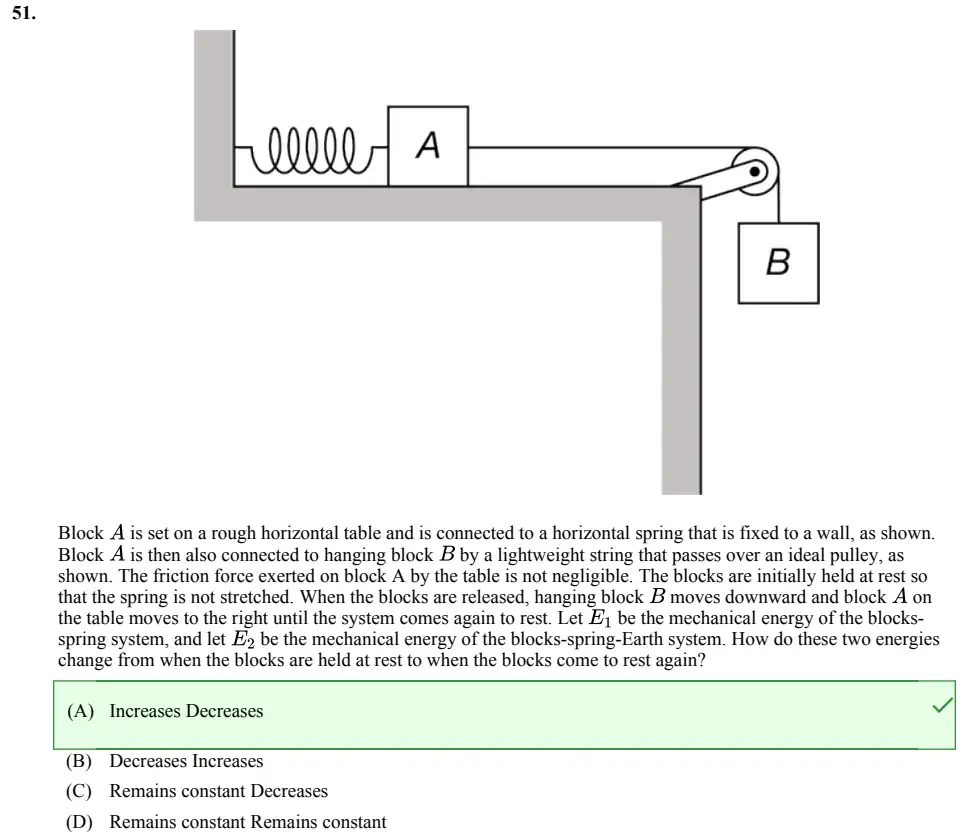 51.
A
B
Block A is set on a rough horizontal table and is connected to a horizontal spring that is fixed to a wall, as shown.
Block A is then also connected to hanging block B by a lightweight string that passes over an ideal pulley, as
shown. The friction force exerted on block A by the table is not negligible. The blocks are initially held at rest so
that the spring is not stretched. When the blocks are released, hanging block B moves downward and block A on
the table moves to the right until the system comes again to rest. Let E₁ be the mechanical energy of the blocks-
spring system, and let E₂ be the mechanical energy of the blocks-spring-Earth system. How do these two energies
change from when the blocks are held at rest to when the blocks come to rest again?
(A) Increases Decreases
(B) Decreases Increases
(C) Remains constant Decreases
(D) Remains constant Remains constant